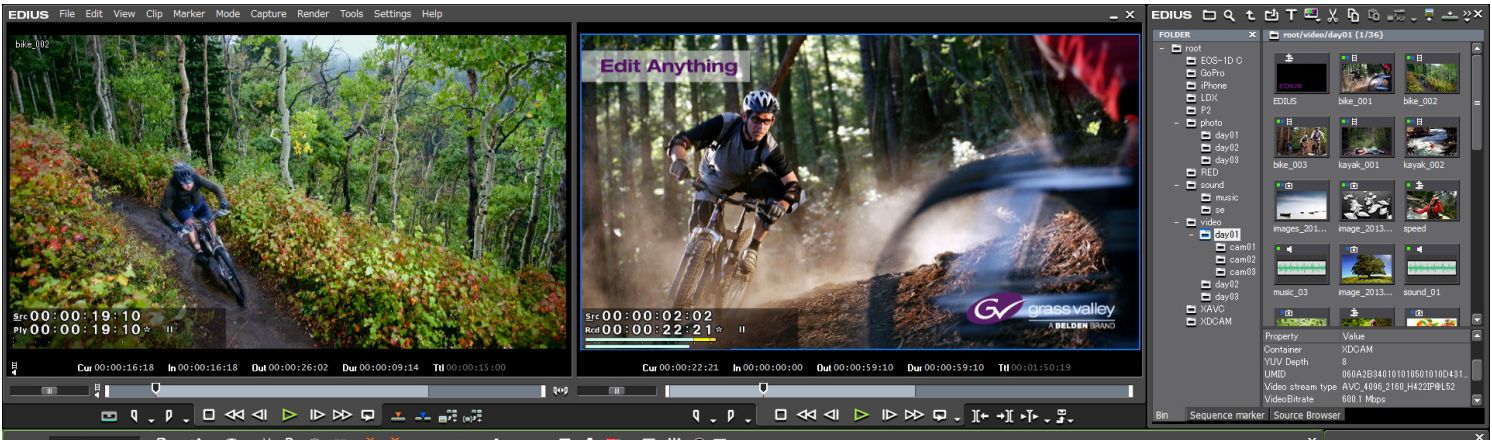 EDIUS File Edit View Clip Marker Mode Capture Render Tools Settings Help
bike_002
Src 00:00:19:10
Ply 00:00:19:10
Cur 00:00:16:18 In 00:00:16:18 Out 00:00:26:02 Dur 00:00:09:14 Ttl 00:00:15:00
Edit Anything
grass valley
A BELDEN BRAND
Src 00:00:02:02
Rcd 00:00:22:21
Cur 00:00:22:21 In 00:00:00:00 Out 00:00:59:10 Dur 00:00:59:10 Ttl 00:01:50:19
EDIUS
FOLDER
root
EOS-1D C
GoPro
iPhone
LDX
P2
photo
day01
day02
day03
RED
sound
music
se
video
day01
cam01
cam02
cam03
day02
day03
XAVC
XDCAM
root/video/day01 (1/36)
EDIUS
EDIUS bike_001 bike_002
bike_003 kayak_001 kayak_002
images_201... image_2013... speed
music_03 image_2013... sound_01
Property Value
Container XDCAM
YUV Depth 8
UMID 060A2B340101010501010D431...
Video stream type AVC_4096_2160_H422IP@L52
VideoBitrate 600.1 Mbps
Bin Sequence marker Source Browser